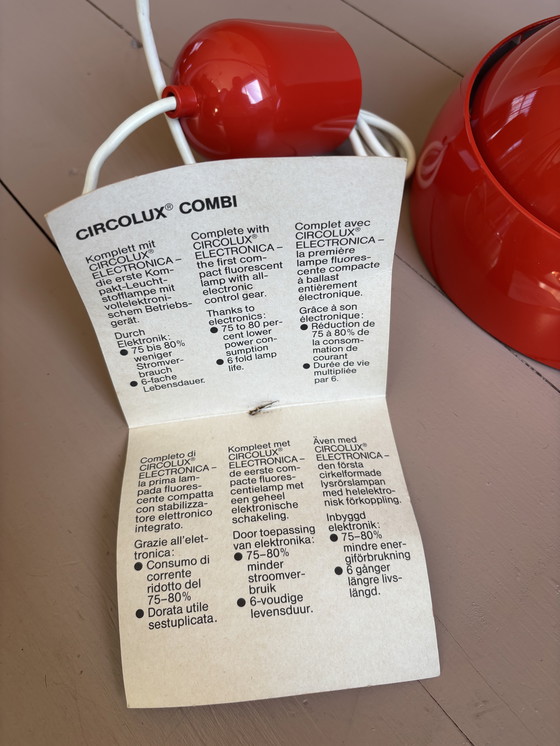 CIRCOLUX® COMBI
Komplett mit
CIRCOLUX®
ELECTRONICA –
die erste Kom-
pakt-Leucht-
stofflampe mit
vollelektroni-
schem Betriebs-
gerät.
Durch
Elektronik:
● 75 bis 80%
weniger
Stromver-
brauch
● 6-fache
Lebensdauer.
Complete with
CIRCOLUX®
ELECTRONICA –
the first com-
pact fluorescent
lamp with all-
electronic
control gear.
Thanks to
electronics:
● 75 to 80 per-
cent lower
power con-
sumption
● 6 fold lamp
life.
Complet avec
CIRCOLUX®
ELECTRONICA –
la première
lampe fluores-
cente compacte
à ballast
entièrement
électronique.
Grâce à son
électronique:
● Réduction de
75 à 80% de
la consom-
mation de
courant
● Durée de vie
multipliée
par 6.
Completo di
CIRCOLUX®
ELECTRONICA –
la prima lam-
pada fluores-
cente compatta
con stabilizza-
tore elettronico
integrato.
Grazie all'elet-
tronica:
● Consumo di
corrente
ridotto del
75–80%
● Dorata utile
sestuplicata.
Kompleet met
CIRCOLUX®
ELECTRONICA –
de eerste com-
pacte fluores-
centielamp met
een geheel
elektronische
schakeling.
Door toepassing
van elektronika:
● 75–80%
minder
stroomver-
bruik
● 6-voudige
levensduur.
Även med
CIRCOLUX®
ELECTRONICA –
den första
cirkelformade
lysrörslampan
med helelektro-
nisk förkoppling.
Inbyggd
elektronik:
● 75–80%
mindre ener-
giförbrukning
● 6 gånger
längre livs-
längd.